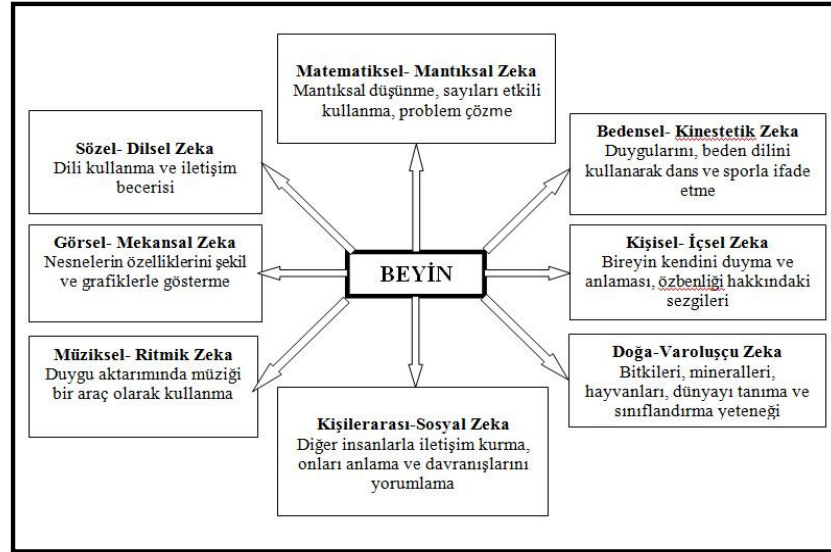 Matematiksel- Mantıksal Zeka
Mantıksal düşünme, sayıları etkili
kullanma, problem çözme
Sözel- Dilsel Zeka
Dili kullanma ve iletişim
becerisi
Bedensel- Kinestetik Zeka
Duygularını, beden dilini
kullanarak dans ve sporla ifade
etme
Görsel- Mekansal Zeka
Nesnelerin özelliklerini şekil
ve grafiklerle gösterme
BEYİN
Kişisel- İçsel Zeka
Bireyin kendini duyma ve
anlaması, özbenliği hakkındaki
sezgileri
Müziksel- Ritmik Zeka
Duygu aktarımında müziği
bir araç olarak kullanma
Doğa-Varoluşçu Zeka
Bitkileri, mineralleri,
hayvanları, dünyayı tanıma ve
sınıflandırma yeteneği
Kişilerarası-Sosyal Zeka
Diğer insanlarla iletişim kurma,
onları anlama ve davranışlarını
yorumlama